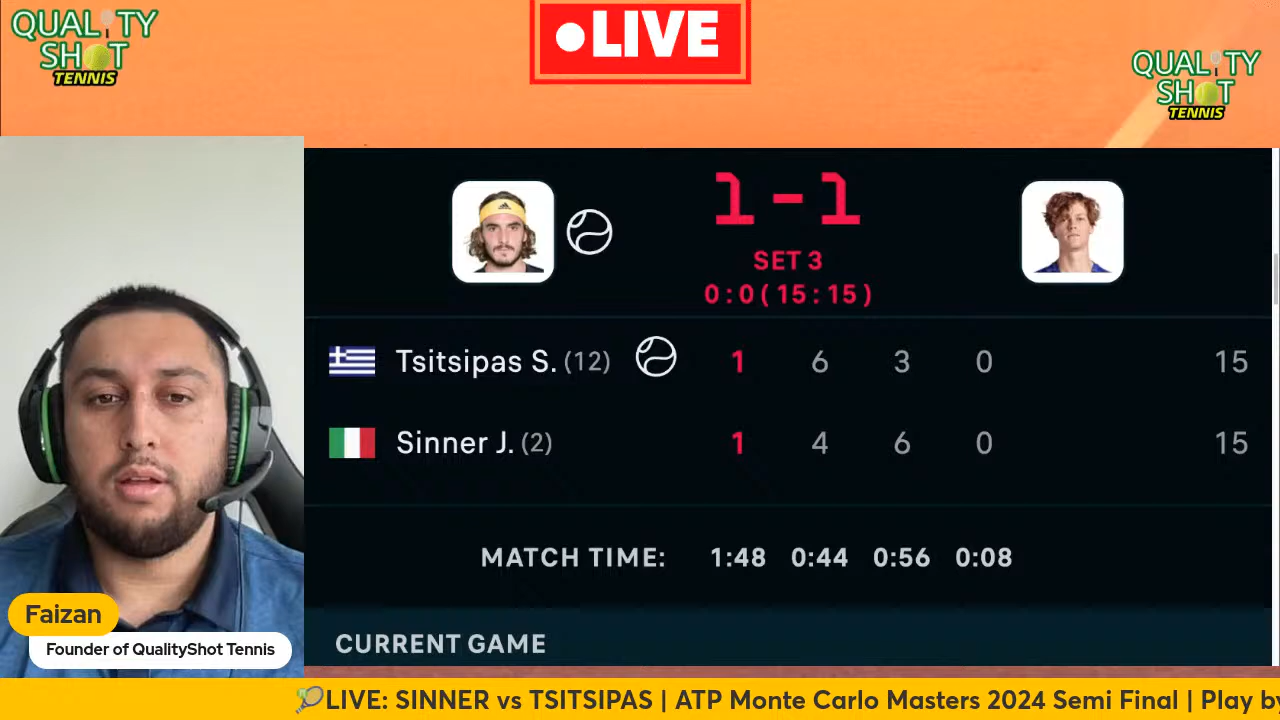 QUALITY
SHOT
TENNIS
LIVE
QUALITY
SHOT
TENNIS
1-1
SET 3
0:0(15:15)
Tsitsipas S. (12) 1 6 3 0 15
Sinner J. (2) 1 4 6 0 15
MATCH TIME: 1:48 0:44 0:56 0:08
CURRENT GAME
Faizan
Founder of QualityShot Tennis
LIVE: SINNER vs TSITSIPAS | ATP Monte Carlo Masters 2024 Semi Final | Play by